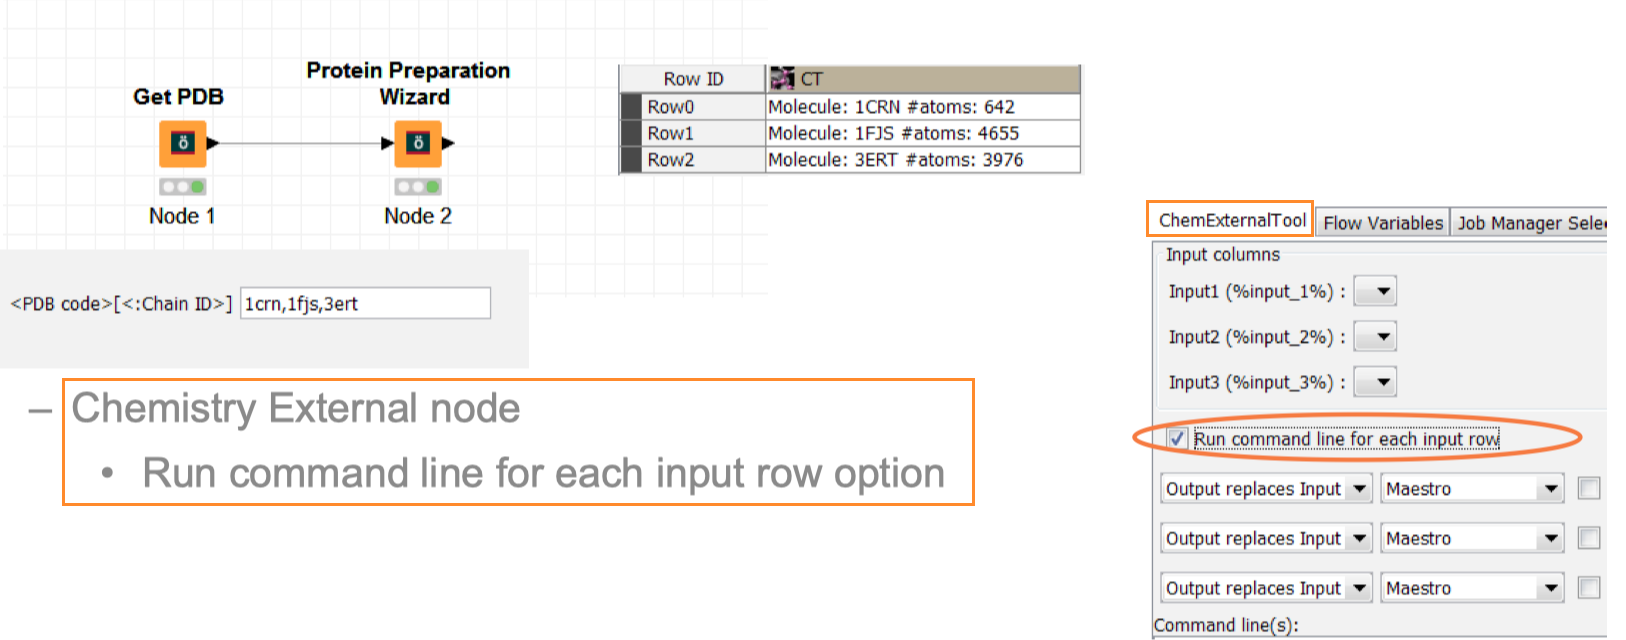 Get PDB
Protein Preparation
Wizard
ö
ö
Node 1
Node 2
Row ID CT
Row0 Molecule: 1CRN #atoms: 642
Row1 Molecule: 1FJS #atoms: 4655
Row2 Molecule: 3ERT #atoms: 3976
<PDB code>[<:Chain ID>] 1crn,1fjs,3ert
– Chemistry External node
• Run command line for each input row option
ChemExternalTool Flow Variables Job Manager Sele
Input columns
Input1 (%input_1%) :
Input2 (%input_2%) :
Input3 (%input_3%) :
Run command line for each input row
Output replaces Input Maestro
Output replaces Input Maestro
Output replaces Input Maestro
Command line(s):